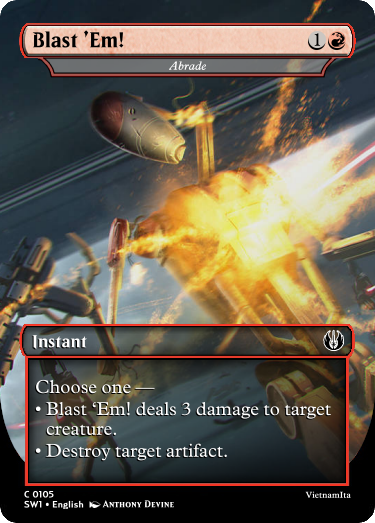 Blast ’Em!
1
Abrade
Instant
Choose one —
• Blast ‘Em! deals 3 damage to target
creature.
• Destroy target artifact.
C 0105
SW1 • English ANTHONY DEVINE
VietnamIta